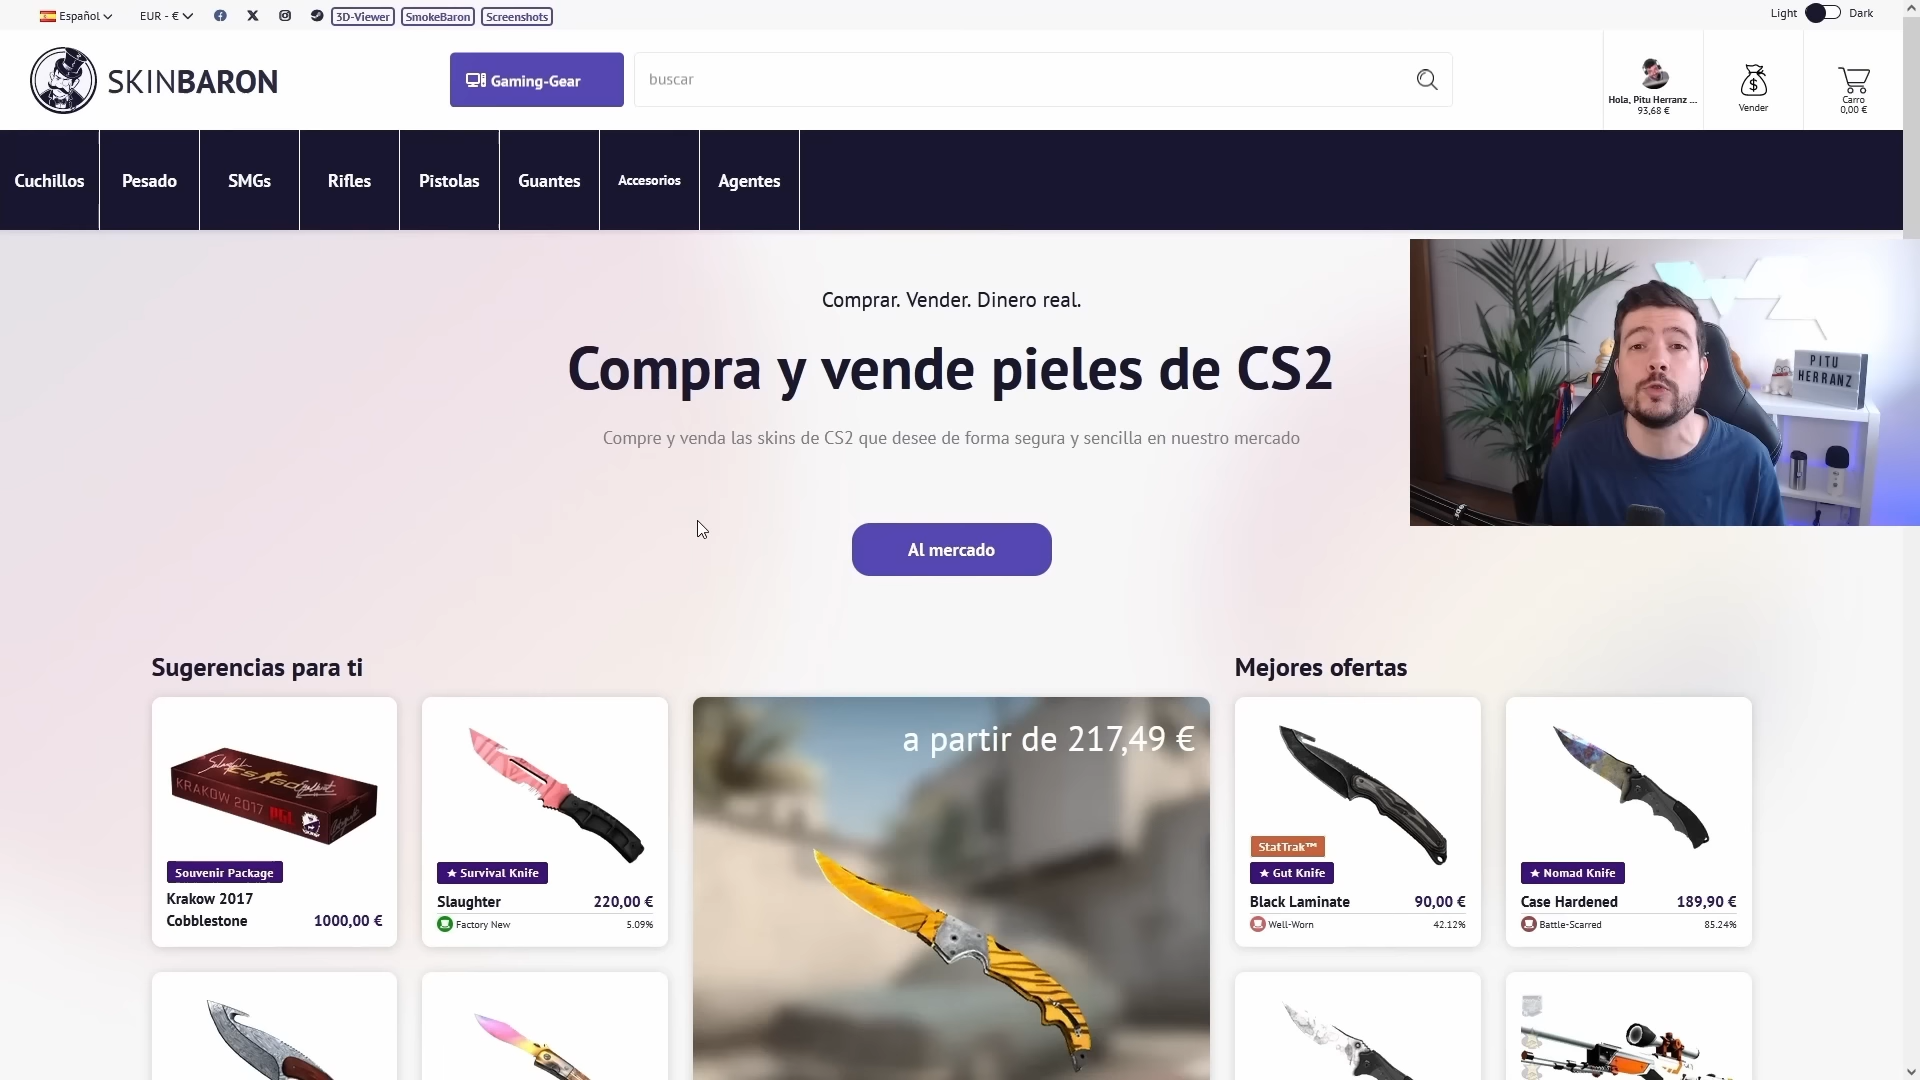 Español
EUR - €
3D-Viewer
SmokeBaron
Screenshots
Light
Dark
SKINBARON
Gaming-Gear
buscar
Hola, Pitu Herranz ...
93,68 €
Vender
Carro
0,00 €
Cuchillos
Pesado
SMGs
Rifles
Pistolas
Guantes
Accesorios
Agentes
Comprar. Vender. Dinero real.
Compra y vende pieles de CS2
Compre y venda las skins de CS2 que desee de forma segura y sencilla en nuestro mercado
Al mercado
PITU
HERRANZ
Sugerencias para ti
Mejores ofertas
KRAKOW 2017 PGL
CS GO
Souvenir Package
Krakow 2017
Cobblestone
1000,00 €
★ Survival Knife
Slaughter
220,00 €
Factory New
5.09%
a partir de 217,49 €
StatTrak™
★ Gut Knife
Black Laminate
90,00 €
Well-Worn
42.12%
★ Nomad Knife
Case Hardened
189,90 €
Battle-Scarred
85.24%